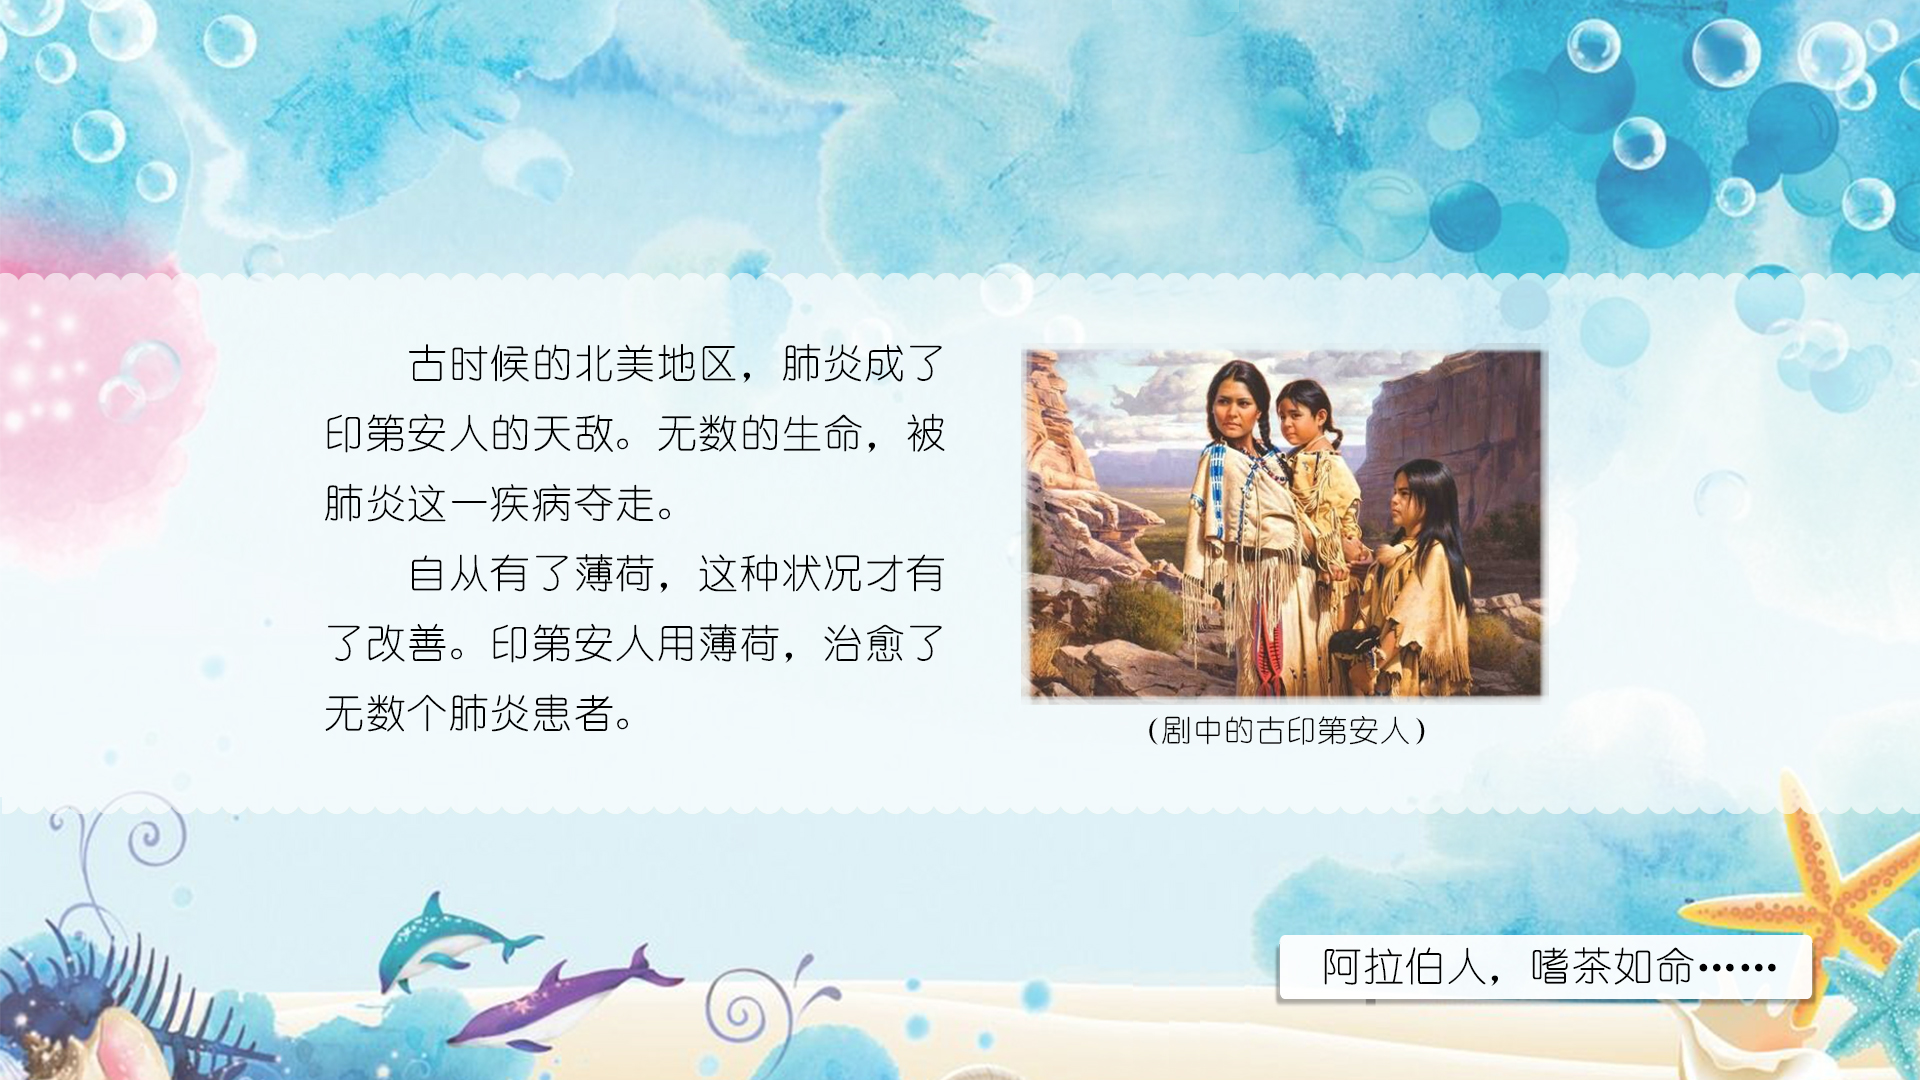 古时候的北美地区，肺炎成了
印第安人的天敌。无数的生命，被
肺炎这一疾病夺走。
自从有了薄荷，这种状况才有
了改善。印第安人用薄荷，治愈了
无数个肺炎患者。
（剧中的古印第安人）
阿拉伯人，嗜茶如命……